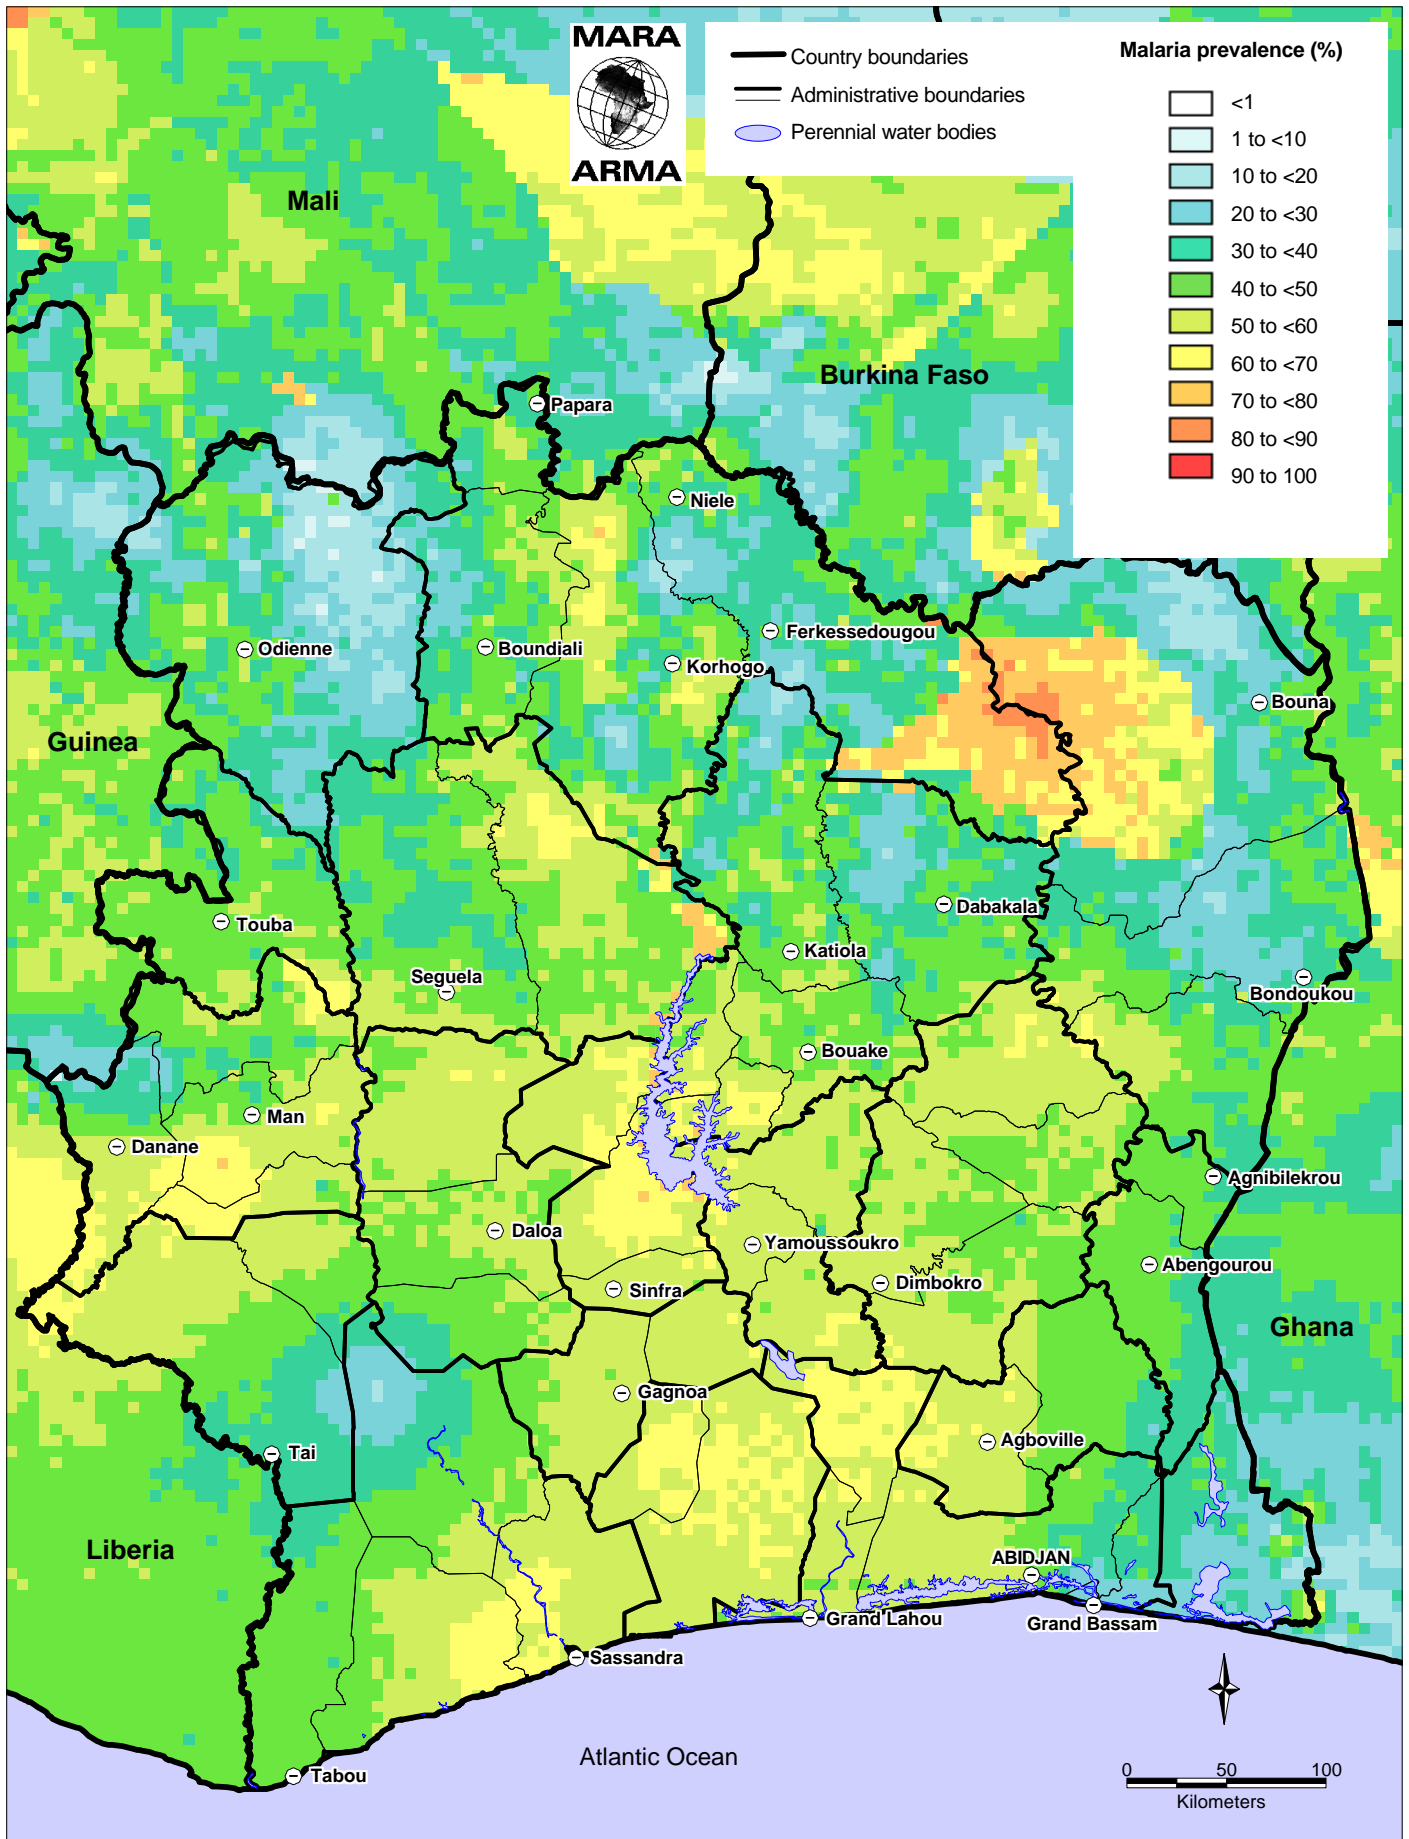 MARA
ARMA
Country boundaries
Administrative boundaries
Perennial water bodies
Malaria prevalence (%)
<1
1 to <10
10 to <20
20 to <30
30 to <40
40 to <50
50 to <60
60 to <70
70 to <80
80 to <90
90 to 100
Mali
Burkina Faso
Papara
Niele
Ferkessedougou
Odienne
Boundiali
Korhogo
Bouna
Guinea
Dabakala
Touba
Katiola
Seguela
Bondoukou
Bouake
Man
Danane
Agnibilekrou
Daloa
Yamoussoukro
Abengourou
Dimbokro
Sinfra
Ghana
Gagnoa
Agboville
Tai
Liberia
ABIDJAN
Grand Lahou
Grand Bassam
Sassandra
Atlantic Ocean
Tabou
0 50 100
Kilometers